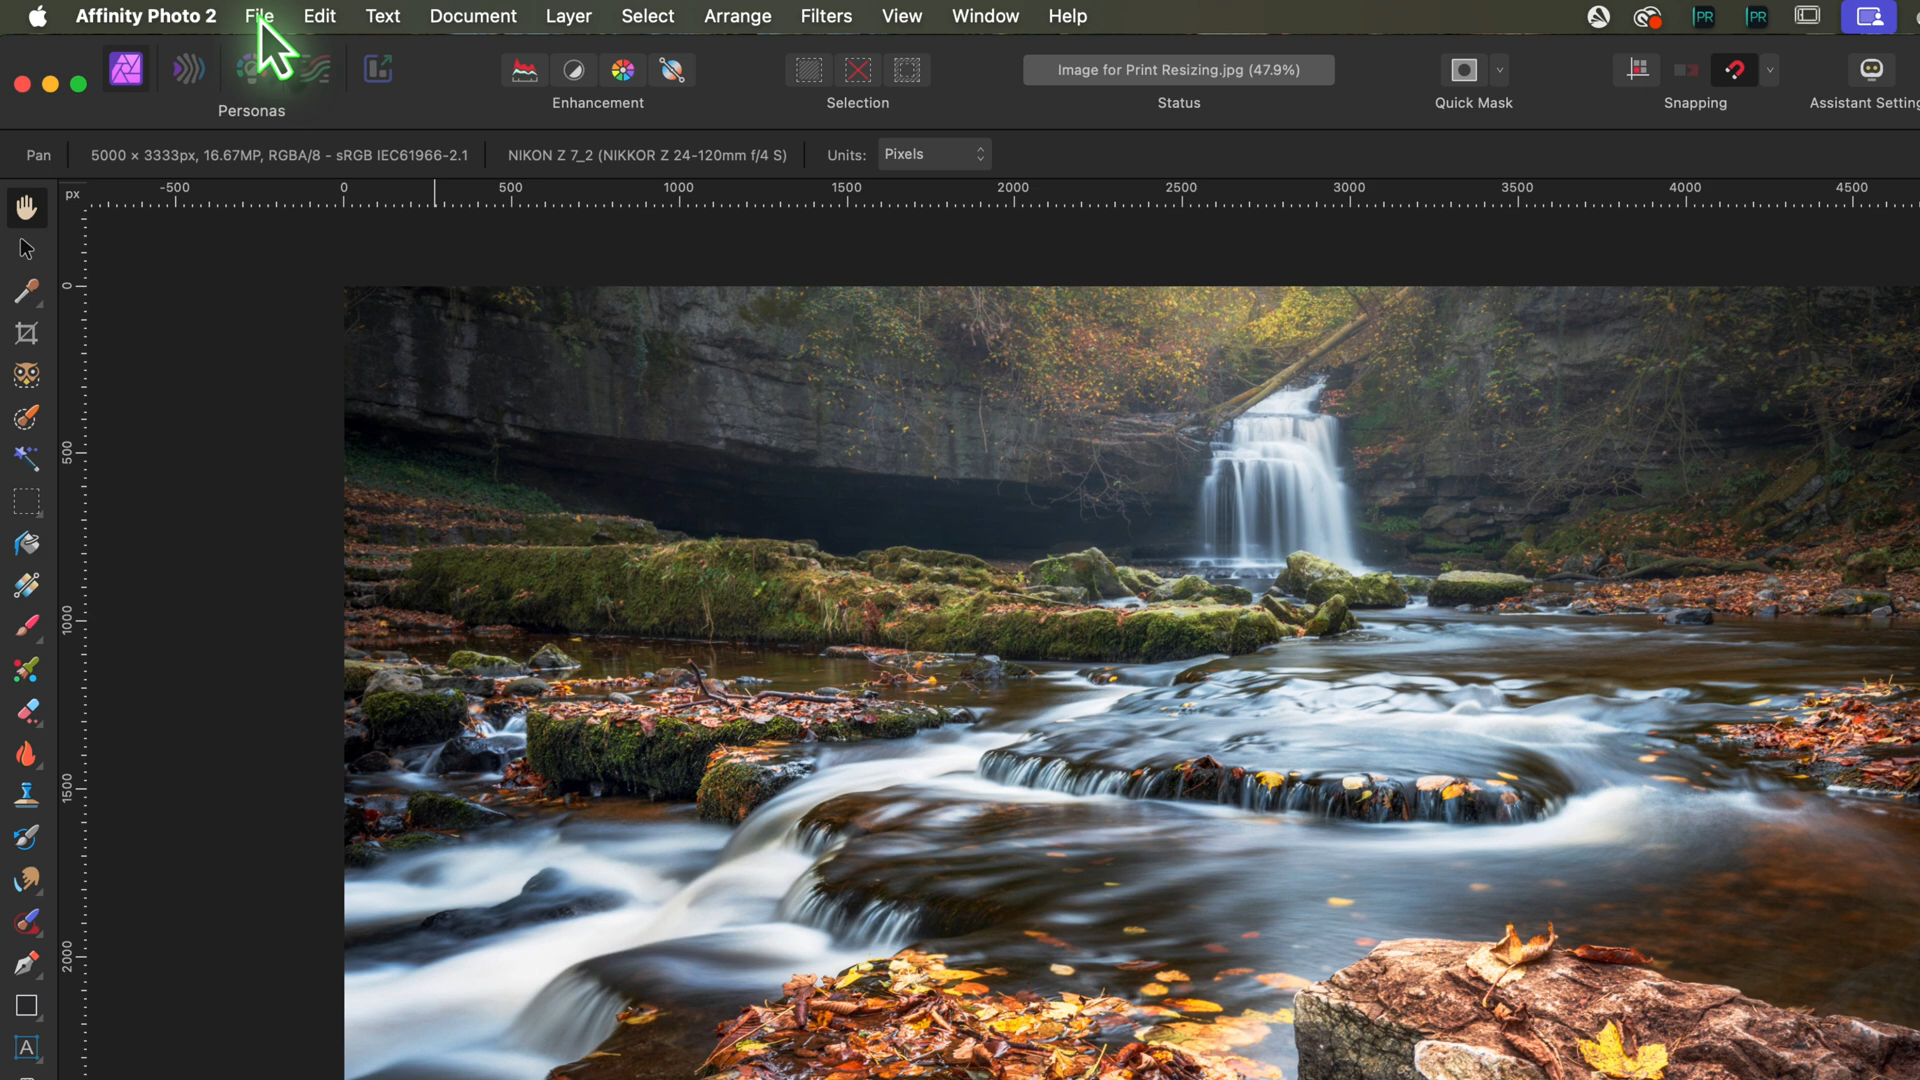 Affinity Photo 2 File Edit Text Document Layer Select Arrange Filters View Window Help PR PR
Image for Print Resizing.jpg (47.9%)
Personas Enhancement Selection Status Quick Mask Snapping Assistant Setting
Pan 5000 × 3333px, 16.67MP, RGBA/8 - sRGB IEC61966-2.1 NIKON Z 7_2 (NIKKOR Z 24-120mm f/4 S) Units: Pixels
px -500 0 500 1000 1500 2000 2500 3000 3500 4000 4500
0
500
1000
1500
2000
A